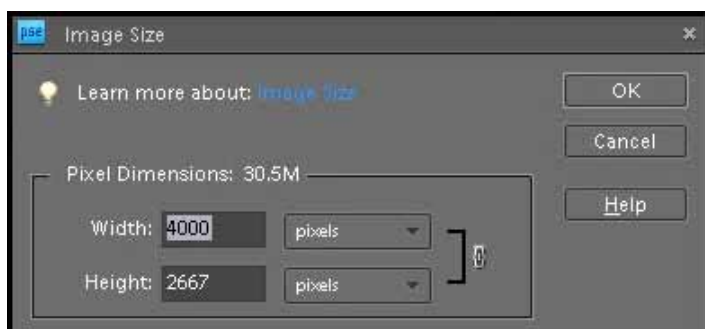 pse Image Size
Learn more about: Image Size
OK
Cancel
Help
Pixel Dimensions: 30.5M
Width: 4000 pixels
Height: 2667 pixels